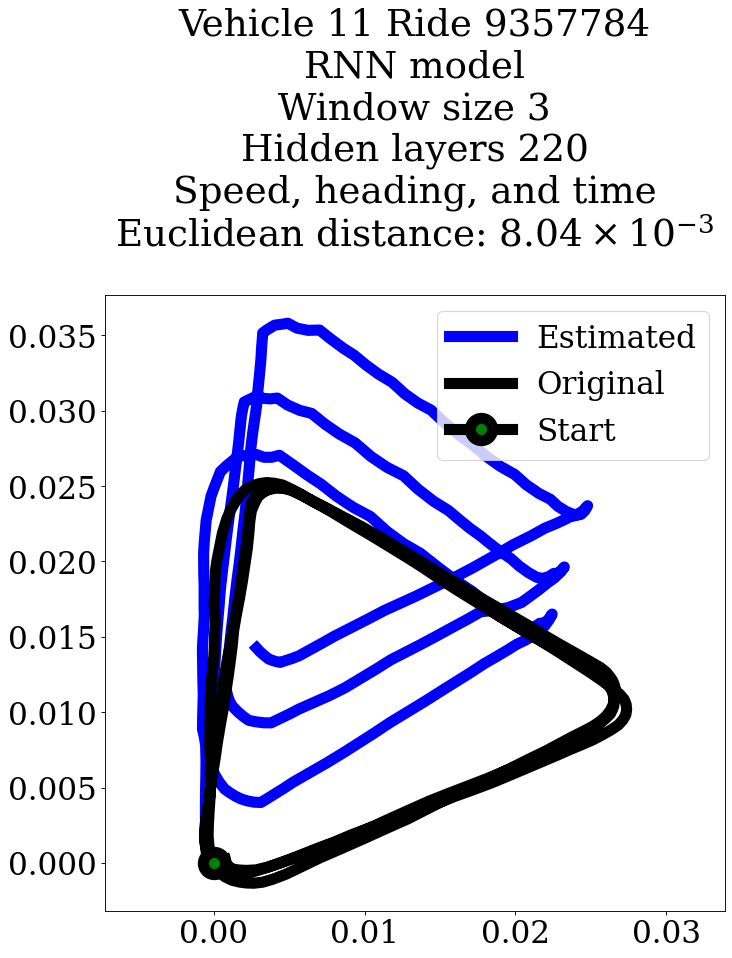 Vehicle 11 Ride 9357784
RNN model
Window size 3
Hidden layers 220
Speed, heading, and time
Euclidean distance: 8.04 × 10⁻³
Estimated
Original
Start
0.035
0.030
0.025
0.020
0.015
0.010
0.005
0.000
0.00 0.01 0.02 0.03